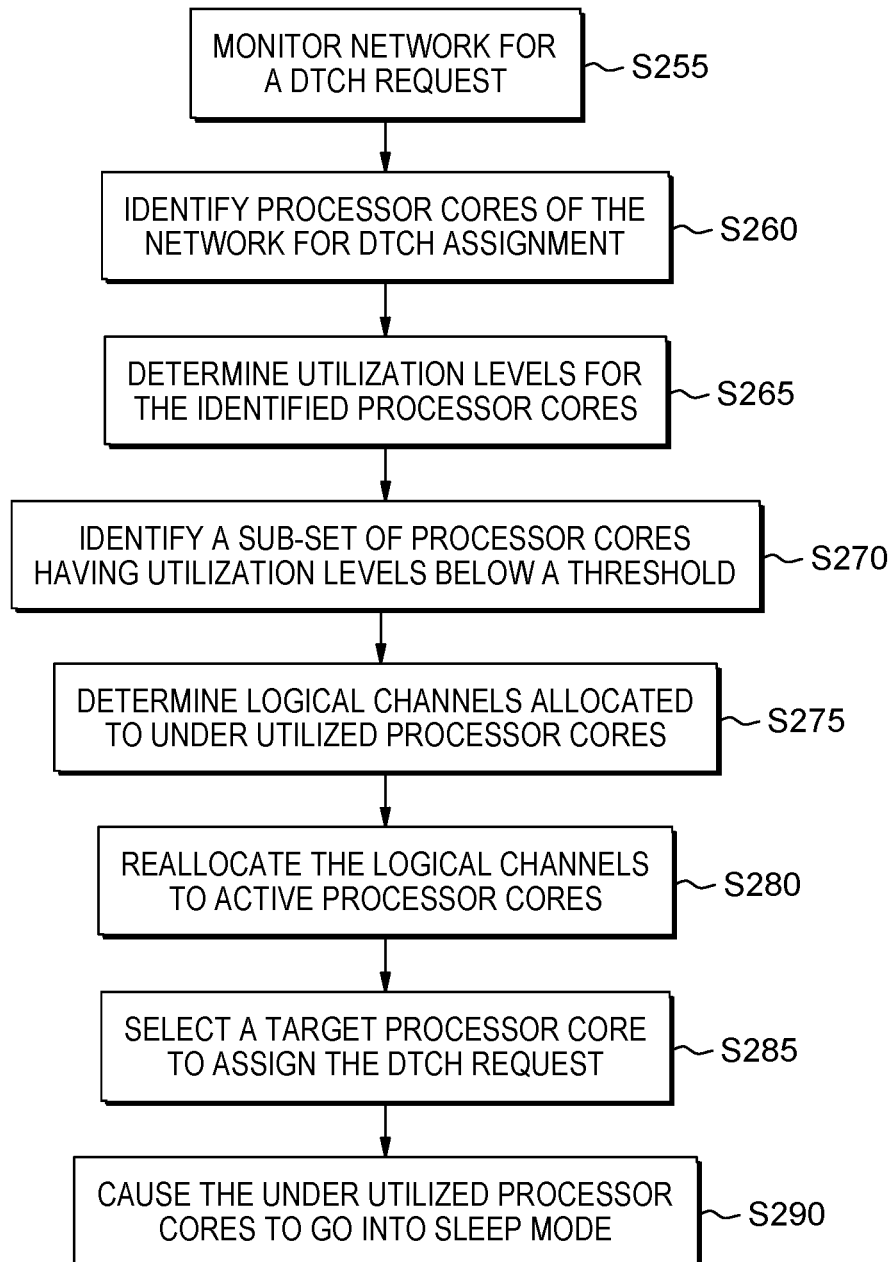 MONITOR NETWORK FOR
A DTCH REQUEST
S255
IDENTIFY PROCESSOR CORES OF THE
NETWORK FOR DTCH ASSIGNMENT
S260
DETERMINE UTILIZATION LEVELS FOR
THE IDENTIFIED PROCESSOR CORES
S265
IDENTIFY A SUB-SET OF PROCESSOR CORES
HAVING UTILIZATION LEVELS BELOW A THRESHOLD
S270
DETERMINE LOGICAL CHANNELS ALLOCATED
TO UNDER UTILIZED PROCESSOR CORES
S275
REALLOCATE THE LOGICAL CHANNELS
TO ACTIVE PROCESSOR CORES
S280
SELECT A TARGET PROCESSOR CORE
TO ASSIGN THE DTCH REQUEST
S285
CAUSE THE UNDER UTILIZED PROCESSOR
CORES TO GO INTO SLEEP MODE
S290